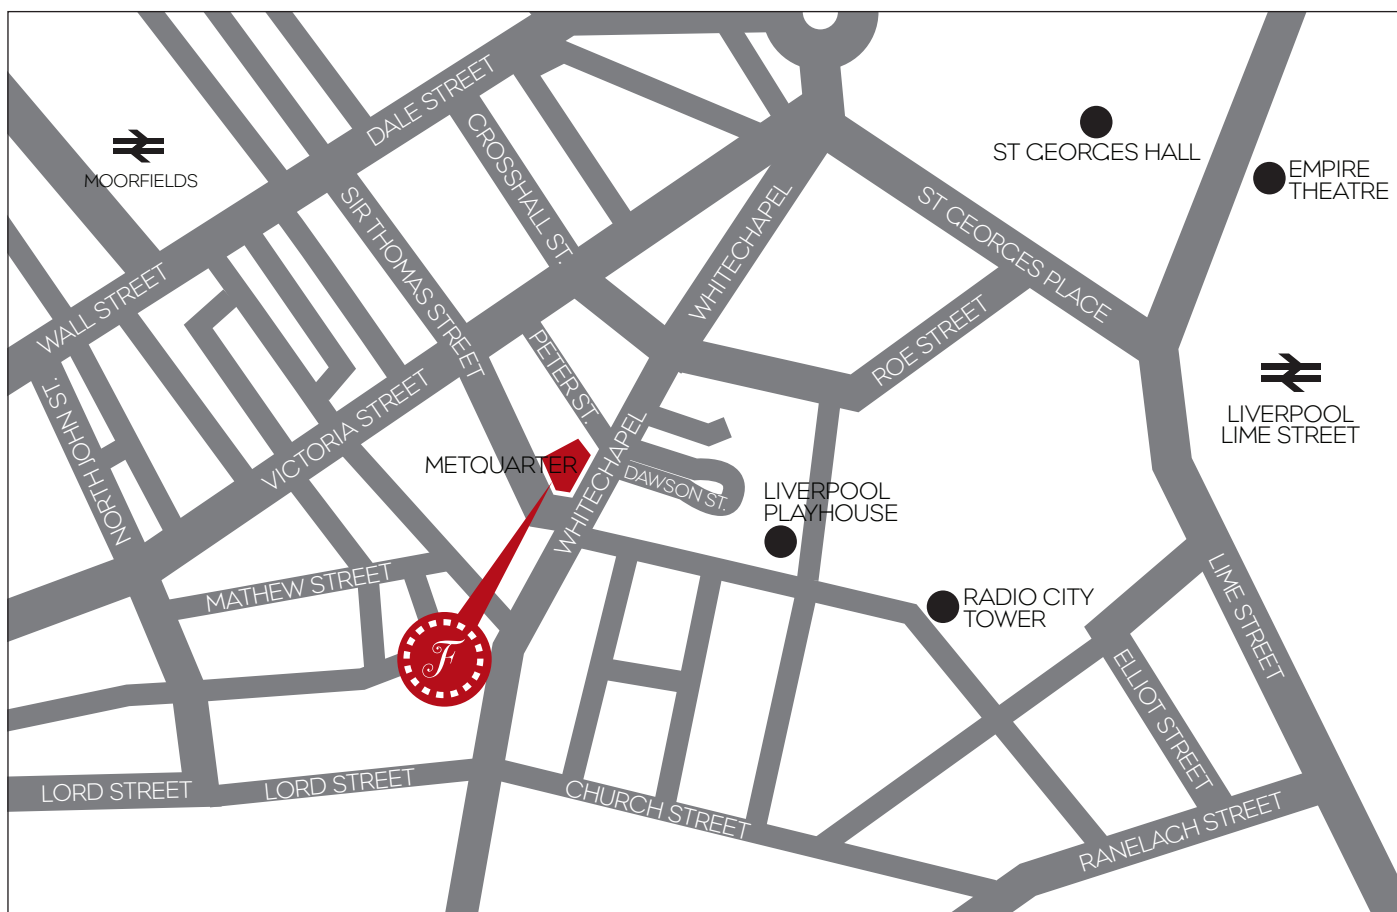 DALE STREET
CROSSHALL ST.
ST GEORGES HALL
EMPIRE
THEATRE
MOORFIELDS
SIR THOMAS STREET
WHITECHAPEL
ST GEORGES PLACE
WALL STREET
ROE STREET
PETER ST.
NORTH JOHN ST.
VICTORIA STREET
LIVERPOOL
LIME STREET
METQUARTER
WHITECHAPEL
DAWSON ST.
LIVERPOOL
PLAYHOUSE
MATHEW STREET
RADIO CITY
TOWER
LIME STREET
F
ELLIOT STREET
LORD STREET
LORD STREET
CHURCH STREET
RANELAGH STREET